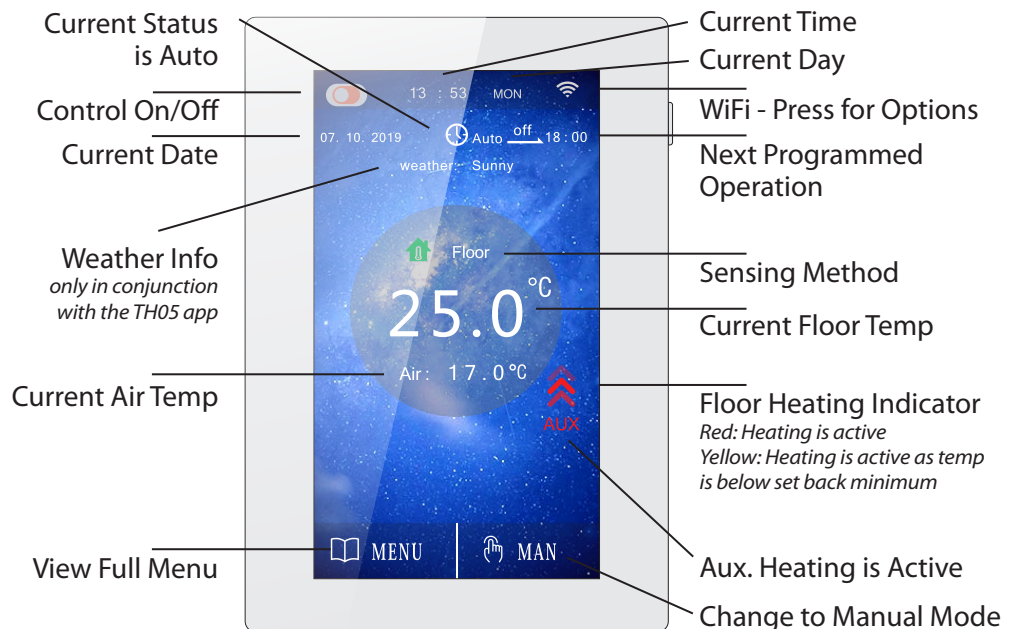 Current Status
is Auto
Control On/Off
Current Date
Weather Info
only in conjunction
with the TH05 app
Current Air Temp
View Full Menu
13 : 53 MON
07. 10. 2019 Auto off 18 : 00
weather: Sunny
Floor
25.0 °C
Air: 17.0 °C
AUX
MENU MAN
Current Time
Current Day
WiFi - Press for Options
Next Programmed
Operation
Sensing Method
Current Floor Temp
Floor Heating Indicator
Red: Heating is active
Yellow: Heating is active as temp
is below set back minimum
Aux. Heating is Active
Change to Manual Mode